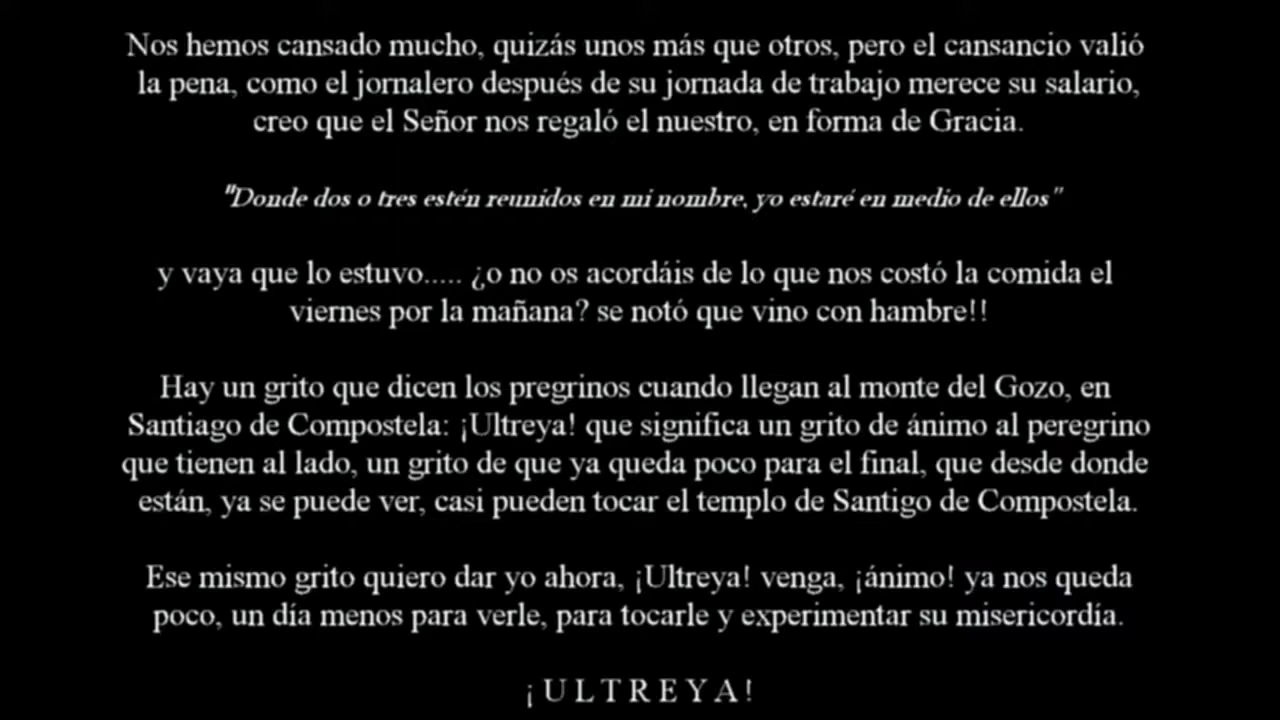 Nos hemos cansado mucho, quizás unos más que otros, pero el cansancio valió
la pena, como el jornalero después de su jornada de trabajo merece su salario,
creo que el Señor nos regaló el nuestro, en forma de Gracia.
"Donde dos o tres estén reunidos en mi nombre, yo estaré en medio de ellos"
y vaya que lo estuvo..... ¿o no os acordáis de lo que nos costó la comida el
viernes por la mañana? se notó que vino con hambre!!
Hay un grito que dicen los pregrinos cuando llegan al monte del Gozo, en
Santiago de Compostela: ¡Ultreya! que significa un grito de ánimo al peregrino
que tienen al lado, un grito de que ya queda poco para el final, que desde donde
están, ya se puede ver, casi pueden tocar el templo de Santigo de Compostela.
Ese mismo grito quiero dar yo ahora, ¡Ultreya! venga, ¡ánimo! ya nos queda
poco, un día menos para verle, para tocarle y experimentar su misericordía.
¡ U L T R E Y A !